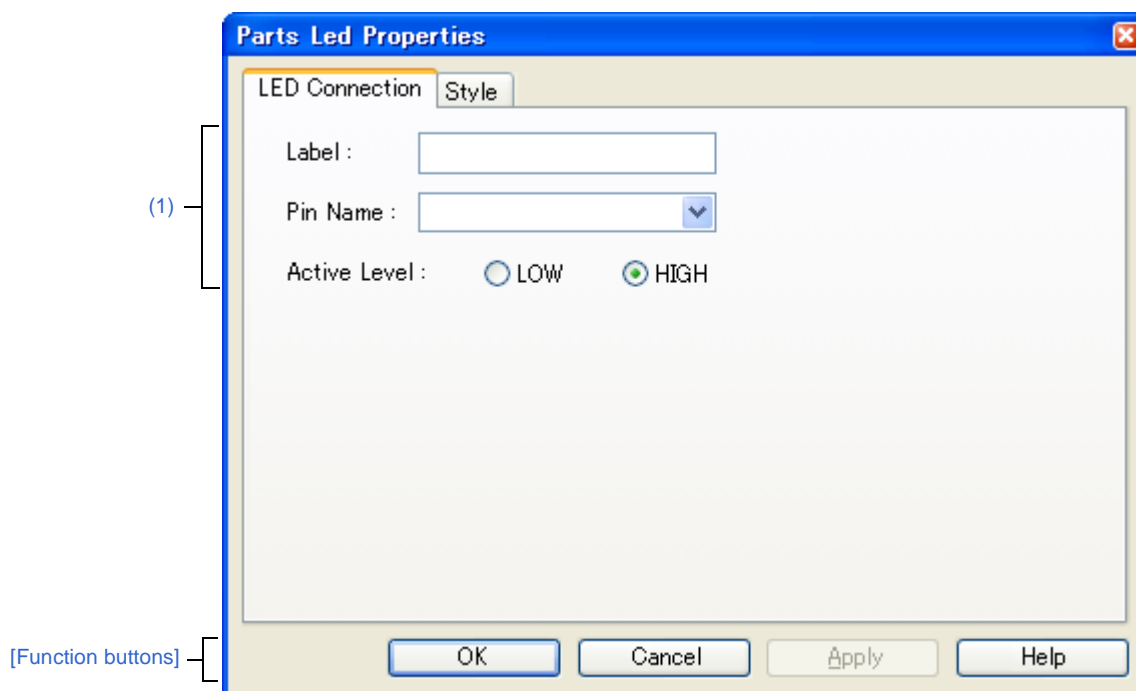 Parts Led Properties
LED Connection
Style
(1)
Label :
Pin Name :
Active Level :
LOW
HIGH
[Function buttons]
OK
Cancel
Apply
Help